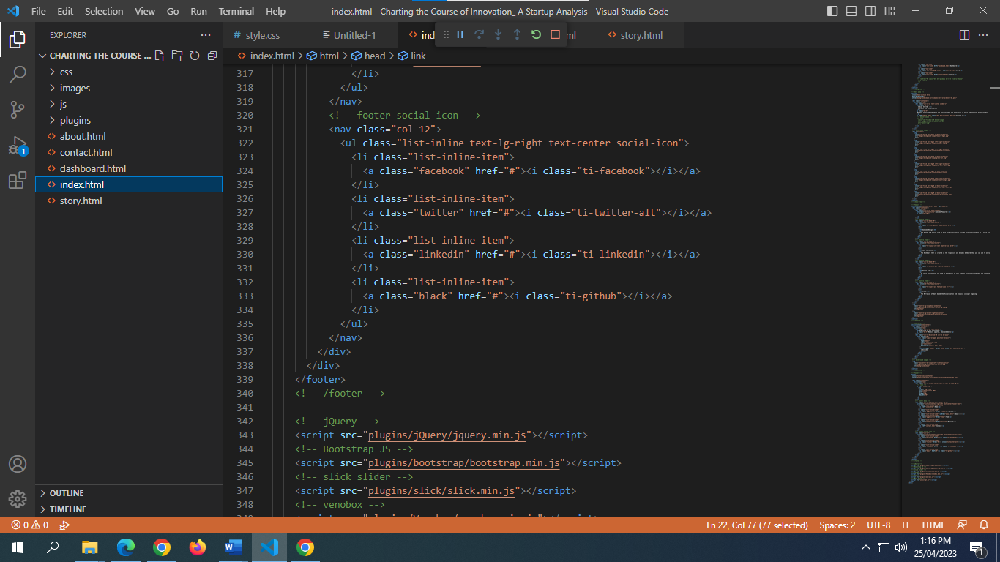 File Edit Selection View Go Run Terminal Help index.html - Charting the Course of Innovation_ A Startup Analysis - Visual Studio Code
EXPLORER
CHARTING THE COURSE ...
css
images
js
plugins
about.html
contact.html
dashboard.html
index.html
story.html
OUTLINE
TIMELINE
1
# style.css Untitled-1 ind ml story.html
index.html > html > head > link
317 </li>
318 </ul>
319 </nav>
320 <!-- footer social icon -->
321 <nav class="col-12">
322 <ul class="list-inline text-lg-right text-center social-icon">
323 <li class="list-inline-item">
324 <a class="facebook" href="#"><i class="ti-facebook"></i></a>
325 </li>
326 <li class="list-inline-item">
327 <a class="twitter" href="#"><i class="ti-twitter-alt"></i></a>
328 </li>
329 <li class="list-inline-item">
330 <a class="linkedin" href="#"><i class="ti-linkedin"></i></a>
331 </li>
332 <li class="list-inline-item">
333 <a class="black" href="#"><i class="ti-github"></i></a>
334 </li>
335 </ul>
336 </nav>
337 </div>
338 </div>
339 </footer>
340 <!-- /footer -->
341
342 <!-- jQuery -->
343 <script src="plugins/jQuery/jquery.min.js"></script>
344 <!-- Bootstrap JS -->
345 <script src="plugins/bootstrap/bootstrap.min.js"></script>
346 <!-- slick slider -->
347 <script src="plugins/slick/slick.min.js"></script>
348 <!-- venobox -->
0 0 Ln 22, Col 77 (77 selected) Spaces: 2 UTF-8 LF HTML
1:16 PM
25/04/2023
1